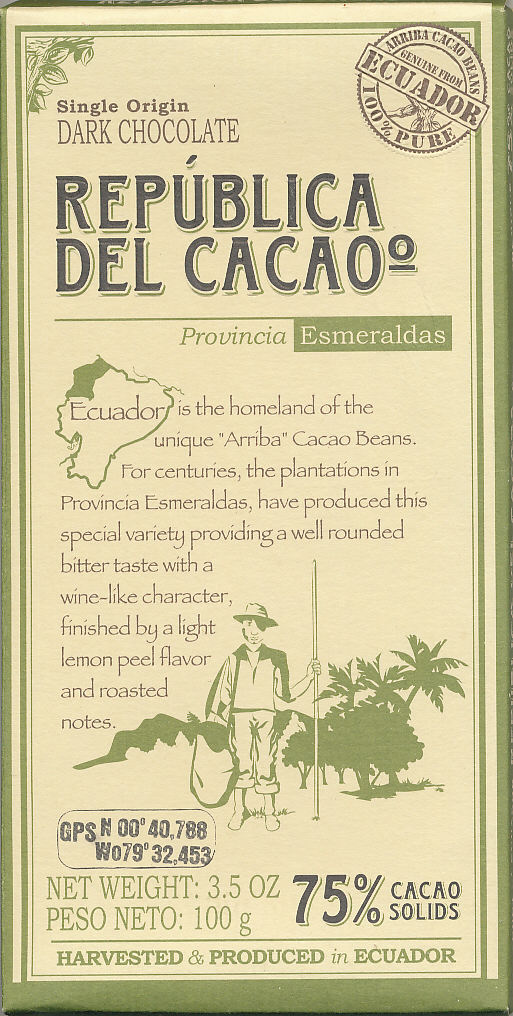 ARRIBA CACAO BEANS
GENUINE FROM
ECUADOR
100% PURE
Single Origin
DARK CHOCOLATE
REPÚBLICA
DEL CACAOº
Provincia Esmeraldas
Ecuador is the homeland of the
unique "Arriba" Cacao Beans.
For centuries, the plantations in
Provincia Esmeraldas, have produced this
special variety providing a well rounded
bitter taste with a
wine-like character,
finished by a light
lemon peel flavor
and roasted
notes.
GPS N 00º 40,788
Wo79º 32,453
NET WEIGHT: 3.5 OZ
PESO NETO: 100 g
75% CACAO
SOLIDS
HARVESTED & PRODUCED in ECUADOR